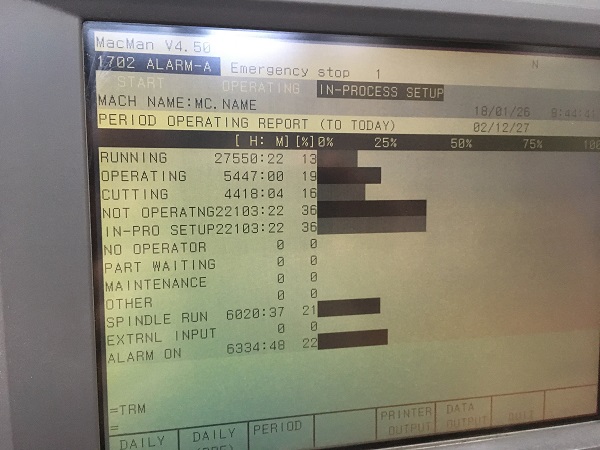 MacMan V4.50
1702 ALARM-A Emergency stop 1 N
START OPERATING IN-PROCESS SETUP
MACH NAME:MC.NAME 18/01/26
PERIOD OPERATING REPORT (TO TODAY) 02/12/27
[ H: M] [%]0% 25% 50% 75% 100
RUNNING 27550:22 13
OPERATING 5447:00 19
CUTTING 4418:04 16
NOT OPERATNG22103:22 36
IN-PRO SETUP22103:22 36
NO OPERATOR 0 0
PART WAITING 0 0
MAINTENANCE 0 0
OTHER 0 0
SPINDLE RUN 6020:37 21
EXTRNL INPUT 0 0
ALARM ON 6334:48 22
=TRM
=
DAILY DAILY PERIOD PRINTER OUTPUT DATA OUTPUT